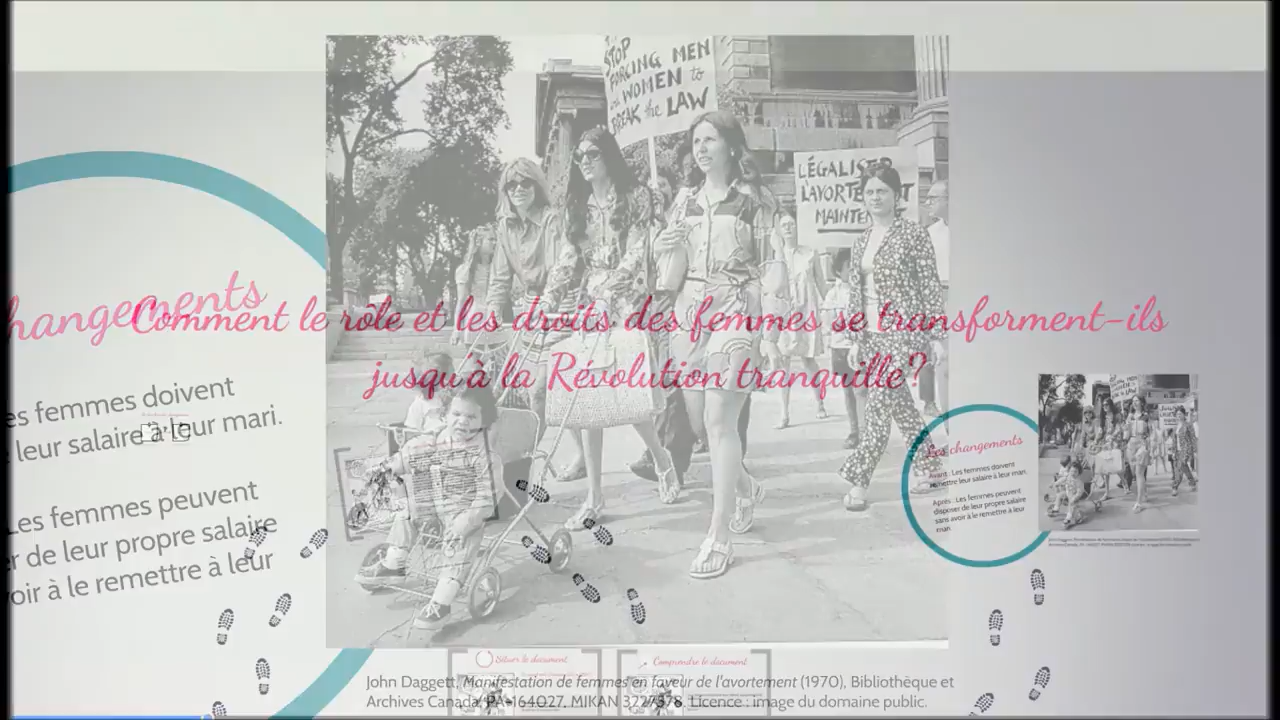 STOP
FORCING MEN
and WOMEN to
BREAK the LAW
LÉGALISER
L'AVORTEMENT
MAINTE
hangements
Comment le rôle et les droits des femmes se transforment-ils
jusqu'à la Révolution tranquille?
es femmes doivent
leur salaire à leur mari.
Les femmes peuvent
er de leur propre salaire
oir à le remettre à leur
Les changements
Avant : Les femmes doivent
remettre leur salaire à leur mari.
Après : Les femmes peuvent
disposer de leur propre salaire
sans avoir à le remettre à leur
mari.
Situer le document
Comprendre le document
John Daggett, Manifestation de femmes en faveur de l'avortement (1970), Bibliothèque et
Archives Canada, PA-164027, MIKAN 3227578. Licence : image du domaine public.